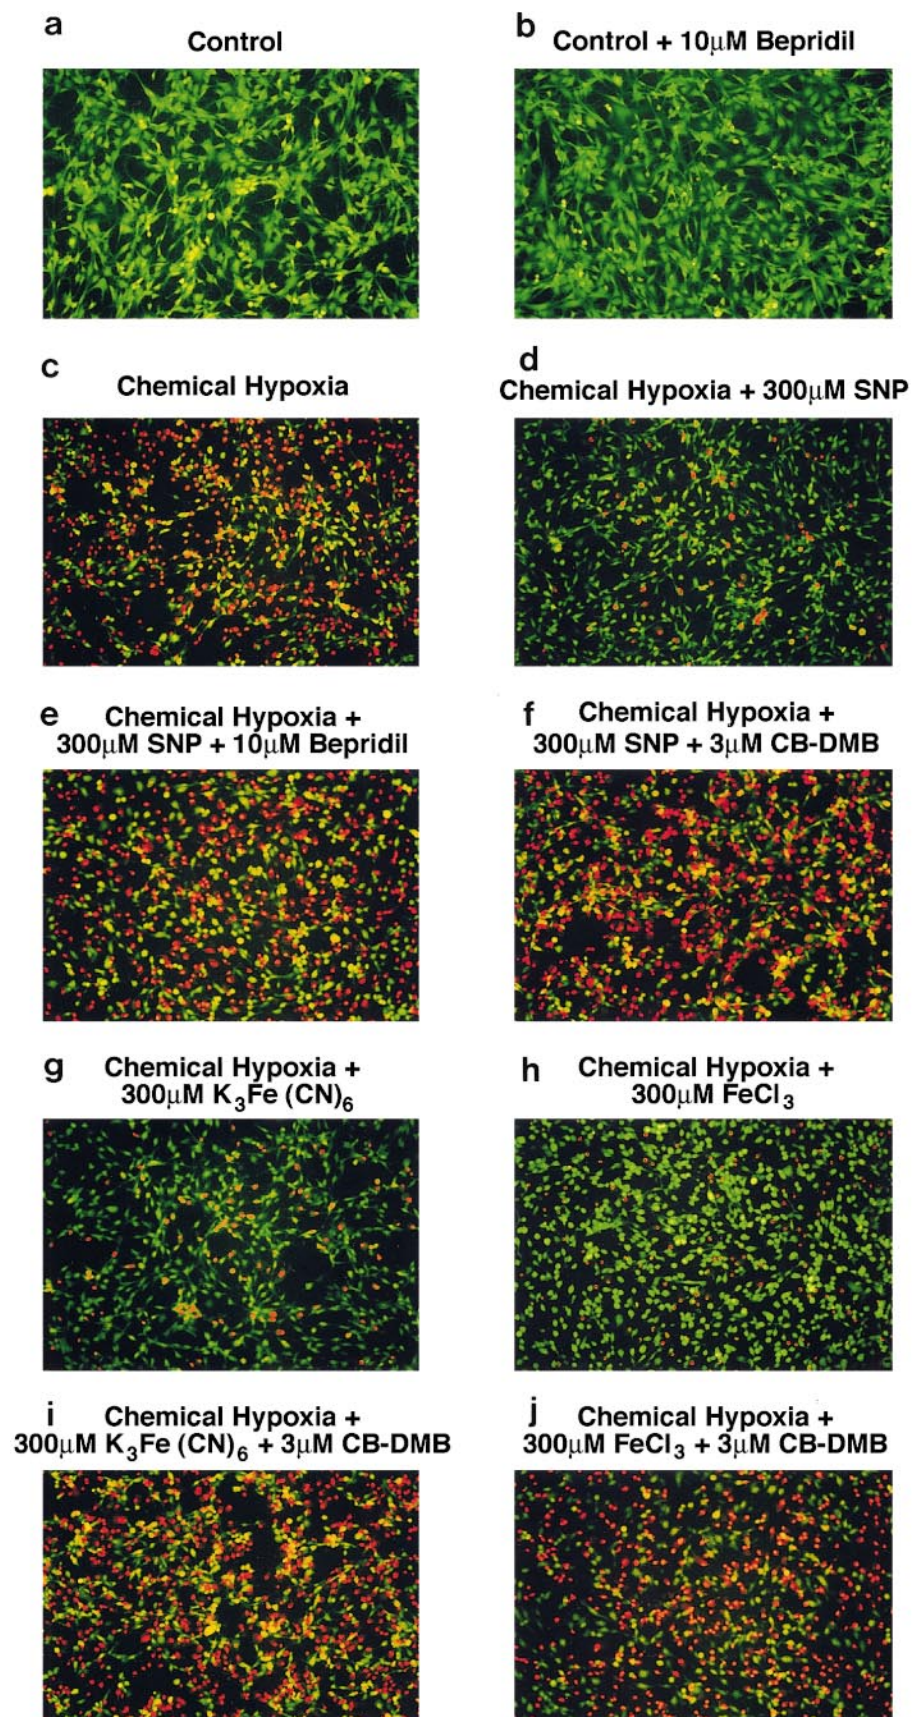 a
Control
b
Control + 10µM Bepridil
c
Chemical Hypoxia
d
Chemical Hypoxia + 300µM SNP
e
Chemical Hypoxia +
300µM SNP + 10µM Bepridil
f
Chemical Hypoxia +
300µM SNP + 3µM CB-DMB
g
Chemical Hypoxia +
300µM K3Fe (CN)6
h
Chemical Hypoxia +
300µM FeCl3
i
Chemical Hypoxia +
300µM K3Fe (CN)6 + 3µM CB-DMB
j
Chemical Hypoxia +
300µM FeCl3 + 3µM CB-DMB